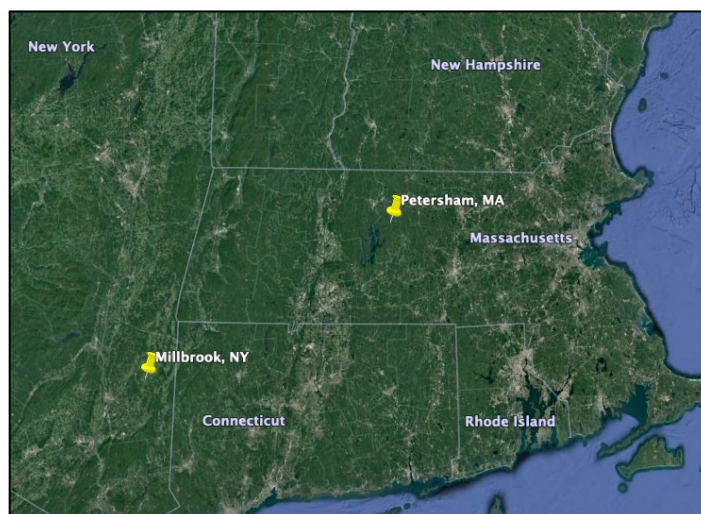 New York
New Hampshire
Petersham, MA
Massachusetts
Millbrook, NY
Connecticut
Rhode Island